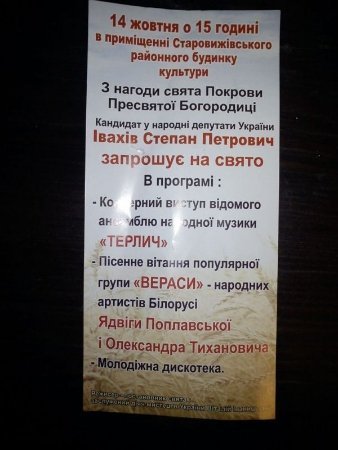 14 жовтня о 15 годині
в приміщенні Старовижівського
районного будинку
культури
З нагоди свята Покрови
Пресвятої Богородиці
Кандидат у народні депутати України
Івахів Степан Петрович
запрошує на свято
В програмі :
- Концертний виступ відомого
ансамблю народної музики
«ТЕРЛИЧ»
- Пісенне вітання популярної
групи «ВЕРАСИ» - народних
артистів Білорусі
Ядвіги Поплавської
і Олександра Тихановича
- Молодіжна дискотека.
України